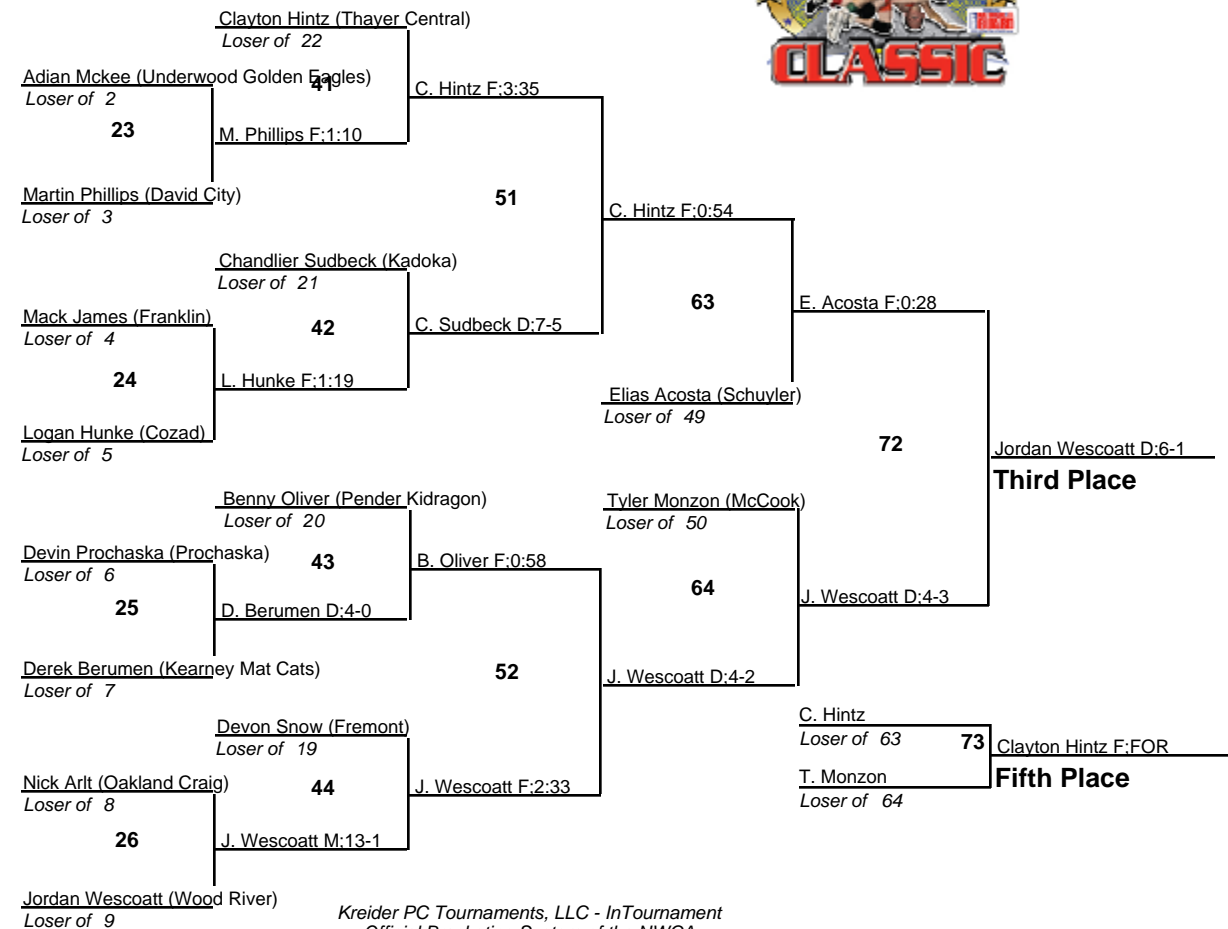 CLASSIC
Clayton Hintz (Thayer Central)
Loser of 22
Adian Mckee (Underwood Golden Eagles)
Loser of 2
41
C. Hintz F;3:35
23
M. Phillips F;1:10
Martin Phillips (David City)
Loser of 3
51
C. Hintz F;0:54
Chandlier Sudbeck (Kadoka)
Loser of 21
Mack James (Franklin)
Loser of 4
42
C. Sudbeck D;7-5
63
E. Acosta F;0:28
24
L. Hunke F;1:19
Elias Acosta (Schuyler)
Loser of 49
Logan Hunke (Cozad)
Loser of 5
72
Jordan Wescoatt D;6-1
Third Place
Benny Oliver (Pender Kidragon)
Loser of 20
Tyler Monzon (McCook)
Loser of 50
Devin Prochaska (Prochaska)
Loser of 6
43
B. Oliver F;0:58
25
D. Berumen D;4-0
64
J. Wescoatt D;4-3
Derek Berumen (Kearney Mat Cats)
Loser of 7
52
J. Wescoatt D;4-2
Devon Snow (Fremont)
Loser of 19
C. Hintz
Loser of 63
73
Clayton Hintz F;FOR
Fifth Place
T. Monzon
Loser of 64
Nick Arlt (Oakland Craig)
Loser of 8
44
J. Wescoatt F;2:33
26
J. Wescoatt M;13-1
Jordan Wescoatt (Wood River)
Loser of 9
Kreider PC Tournaments, LLC - InTournament